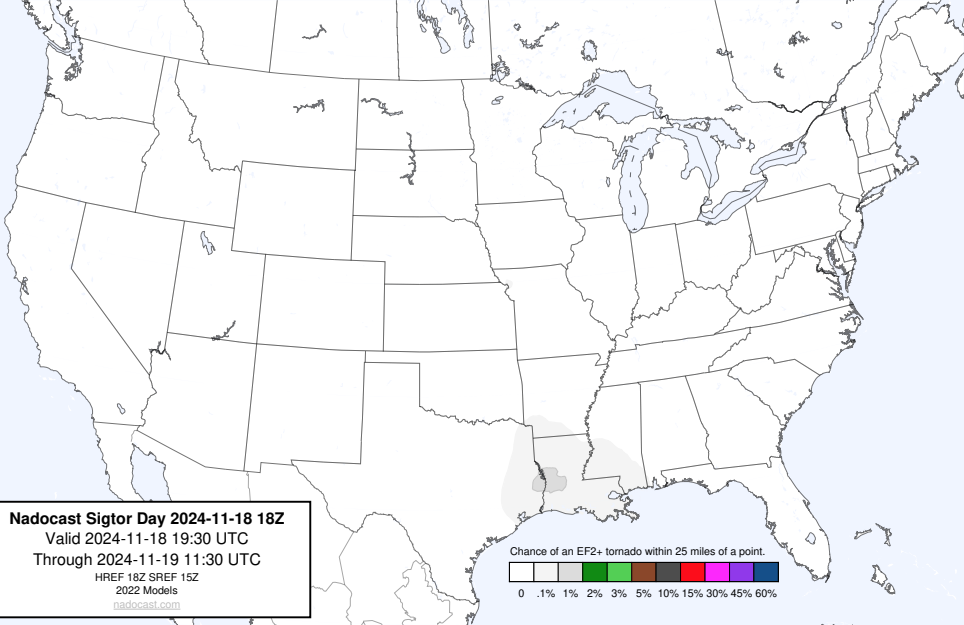 Nadocast Sigtor Day 2024-11-18 18Z
Valid 2024-11-18 19:30 UTC
Through 2024-11-19 11:30 UTC
HREF 18Z SREF 15Z
2022 Models
nadocast.com
Chance of an EF2+ tornado within 25 miles of a point.
0 .1% 1% 2% 3% 5% 10% 15% 30% 45% 60%